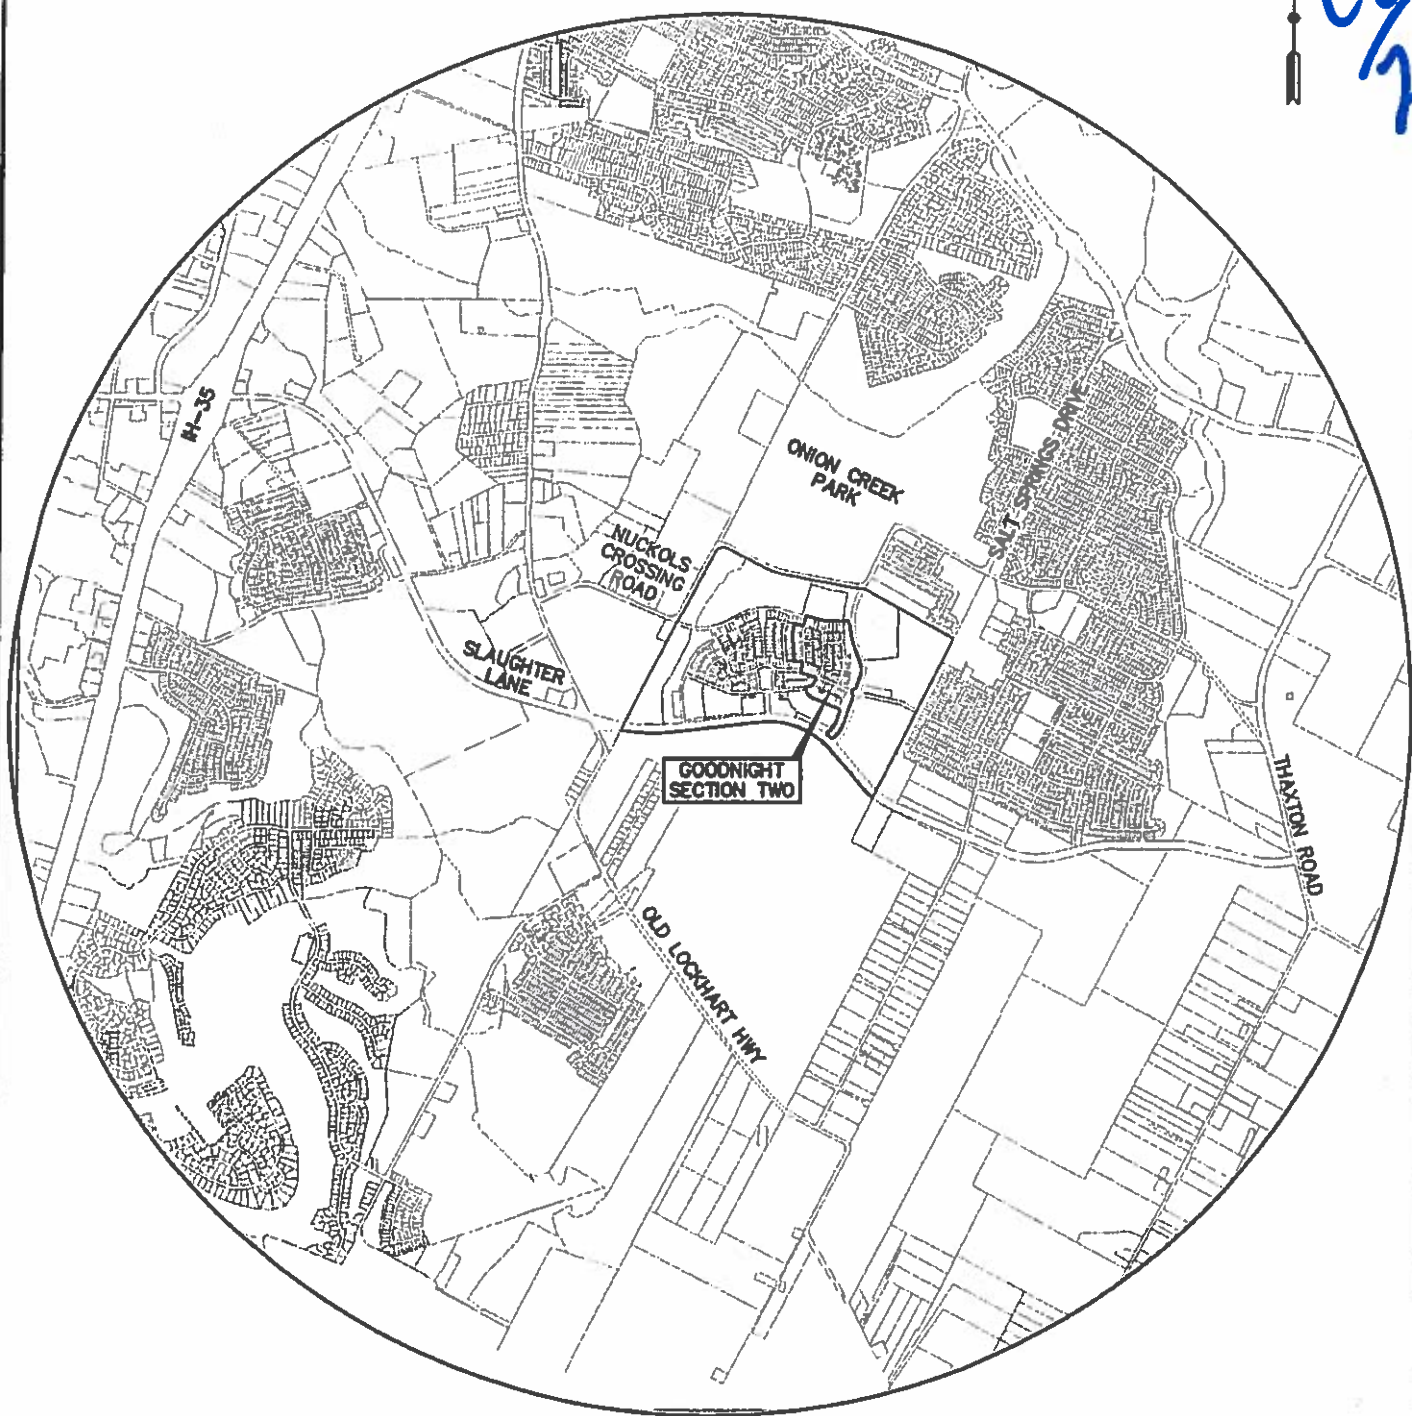 IH-35
ONION CREEK
PARK
SALT SPRINGS DRIVE
NUCKOLS
CROSSING
ROAD
SLAUGHTER
LANE
GOODNIGHT
SECTION TWO
THAXTON ROAD
OLD LOCKHART HWY